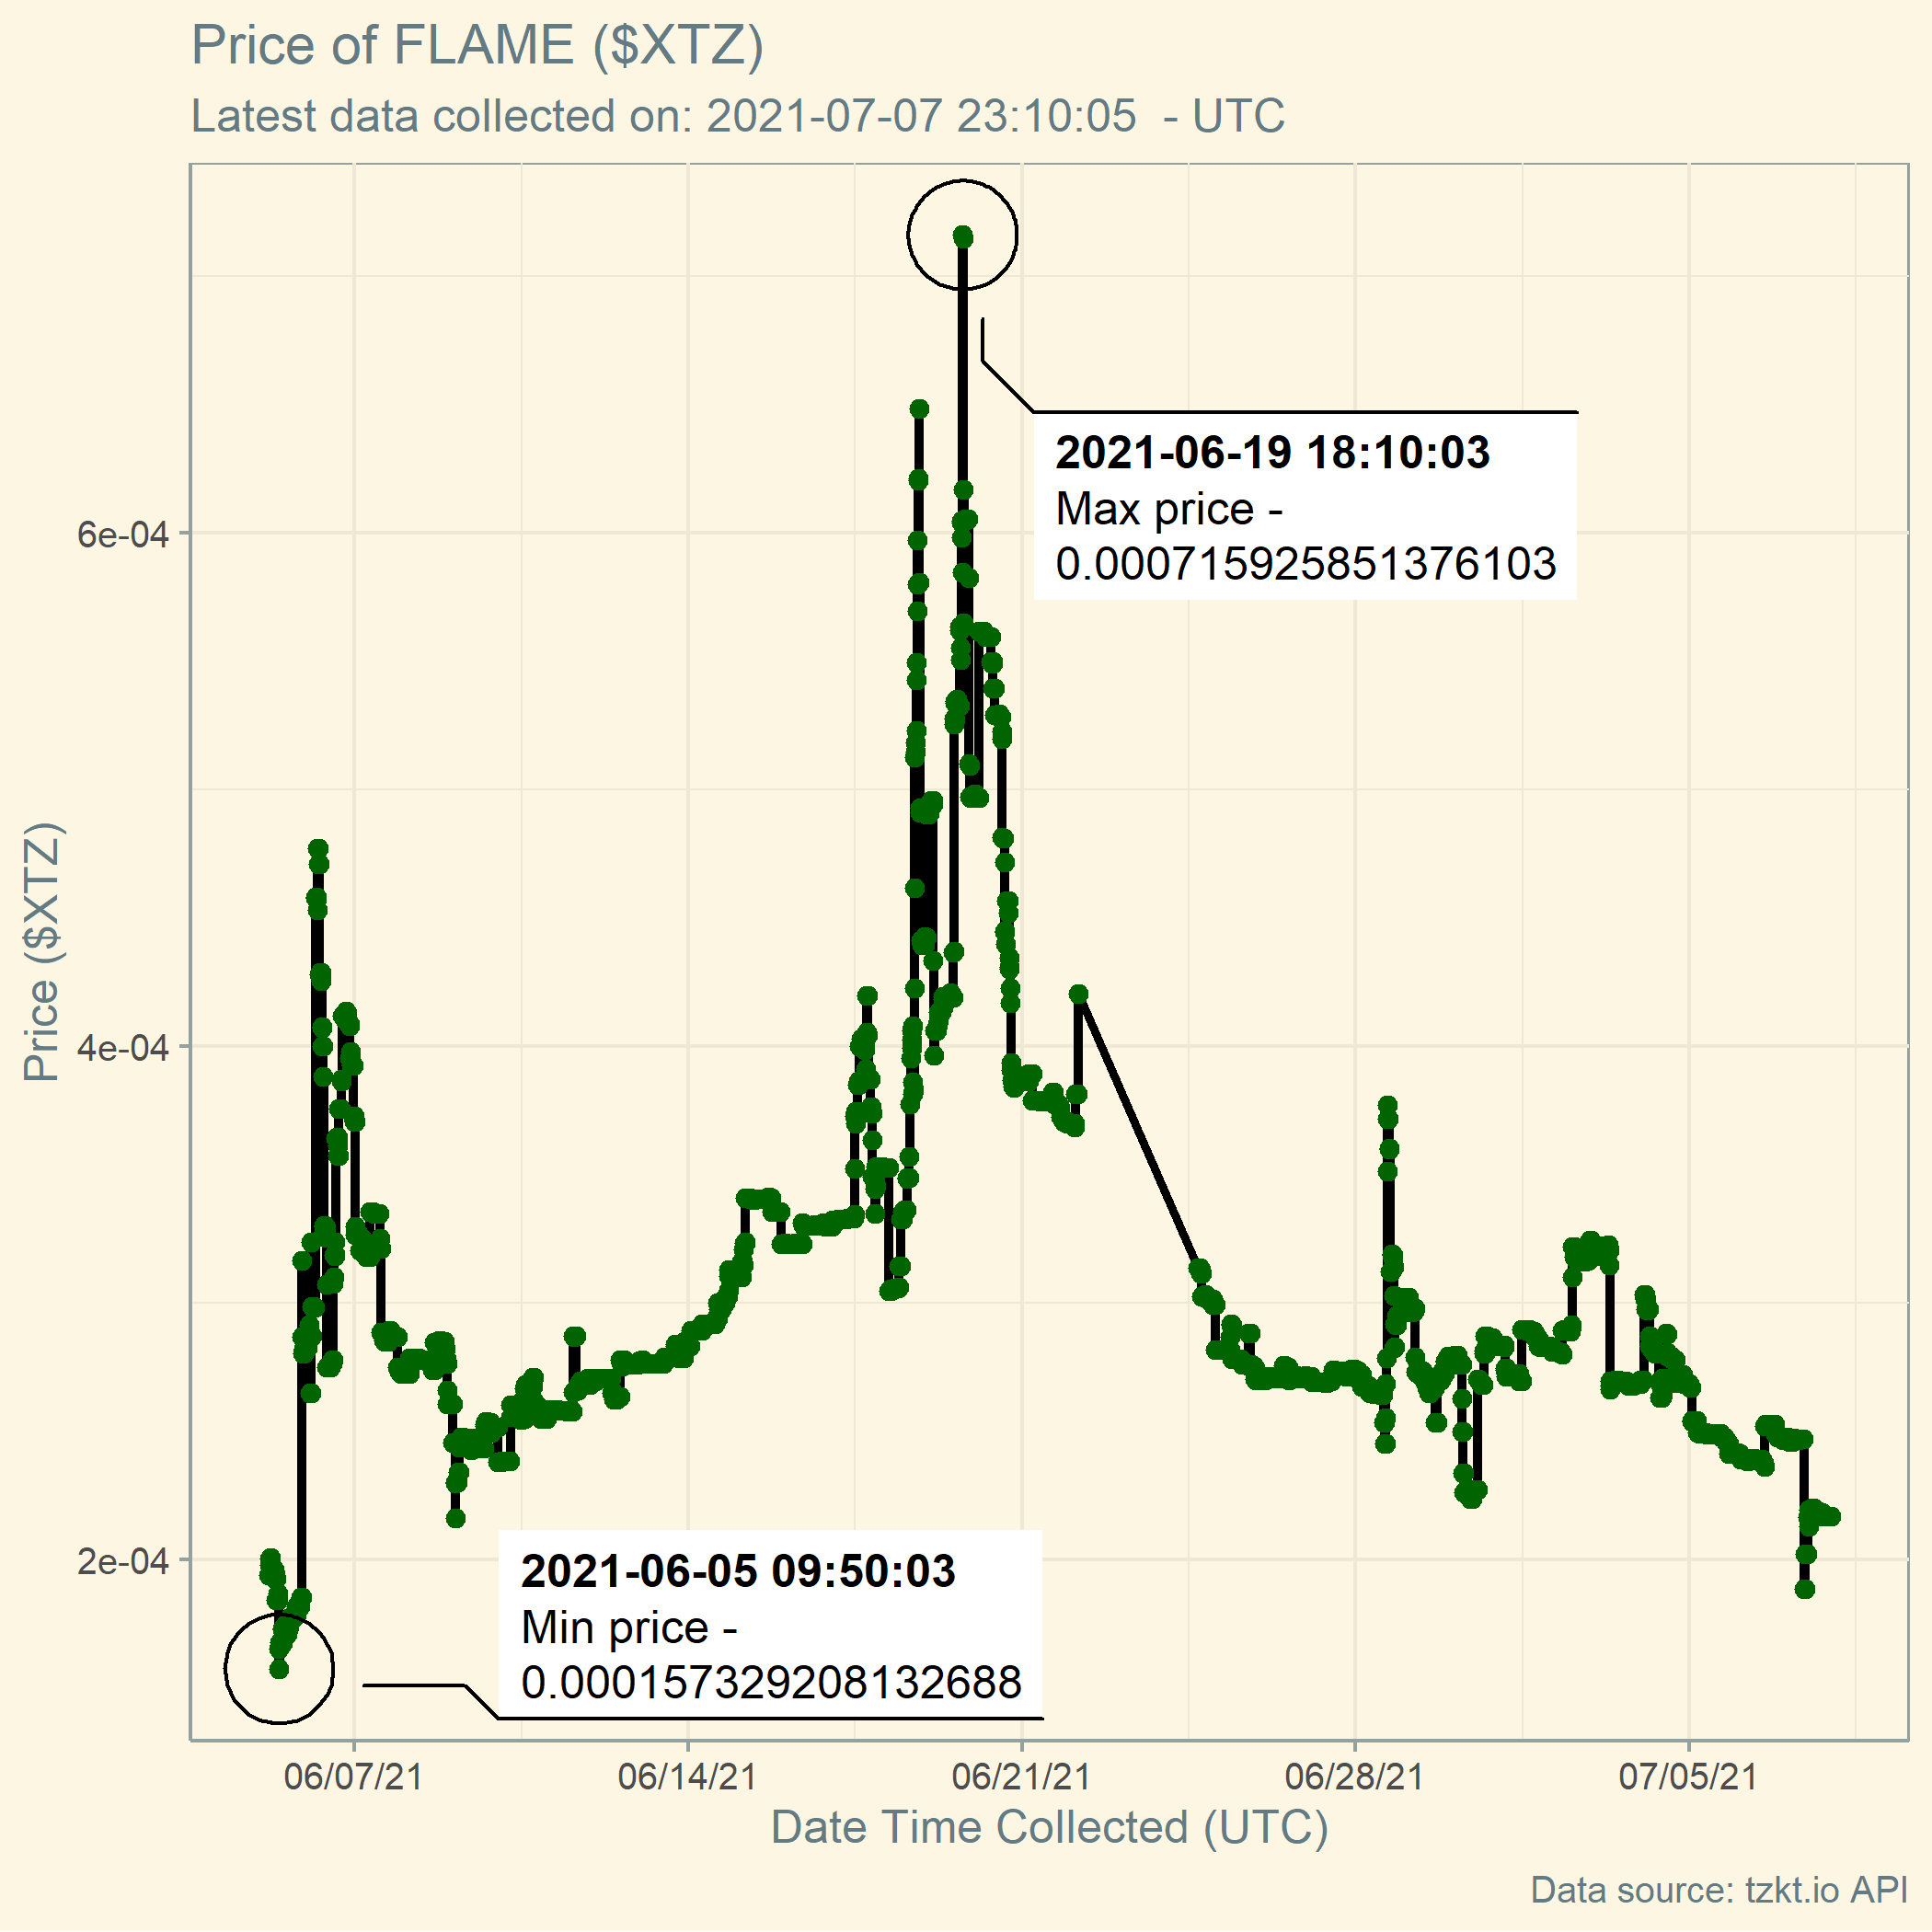 Price of FLAME ($XTZ)
Latest data collected on: 2021-07-07 23:10:05  - UTC
2021-06-19 18:10:03
Max price -
0.000715925851376103
6e-04
4e-04
2e-04
Price ($XTZ)
2021-06-05 09:50:03
Min price -
0.000157329208132688
06/07/21
06/14/21
06/21/21
06/28/21
07/05/21
Date Time Collected (UTC)
Data source: tzkt.io API